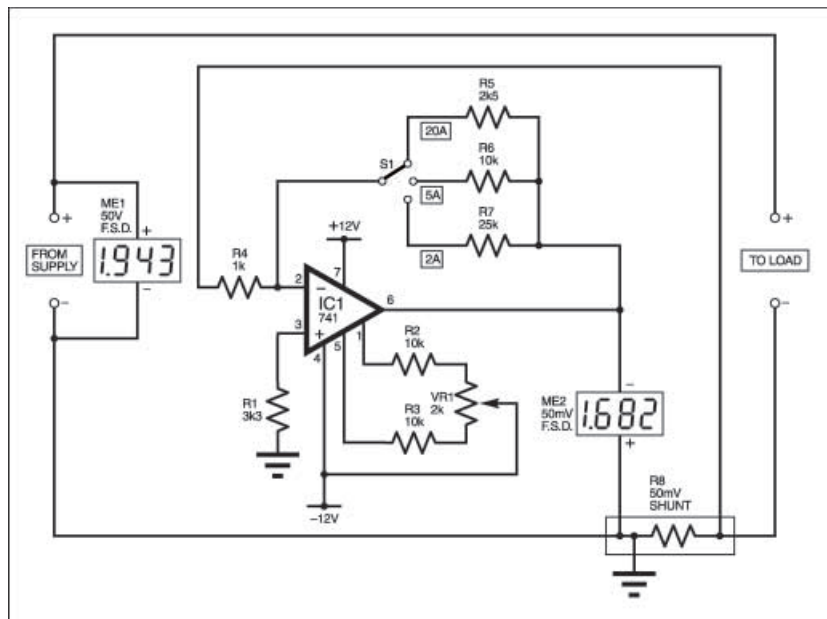 R5
2k5
20A
R6
10k
S1
5A
ME1
50V
F.S.D.
+
+12V
R7
25k
+
+
FROM
SUPPLY
1.943
R4
1k
2A
TO LOAD
−
−
2
−
7
IC1
741
6
−
3
+
4
5
1
R2
10k
R1
3k3
VR1
2k
R3
10k
ME2
50mV
F.S.D.
−
1.682
+
−12V
R8
50mV
SHUNT